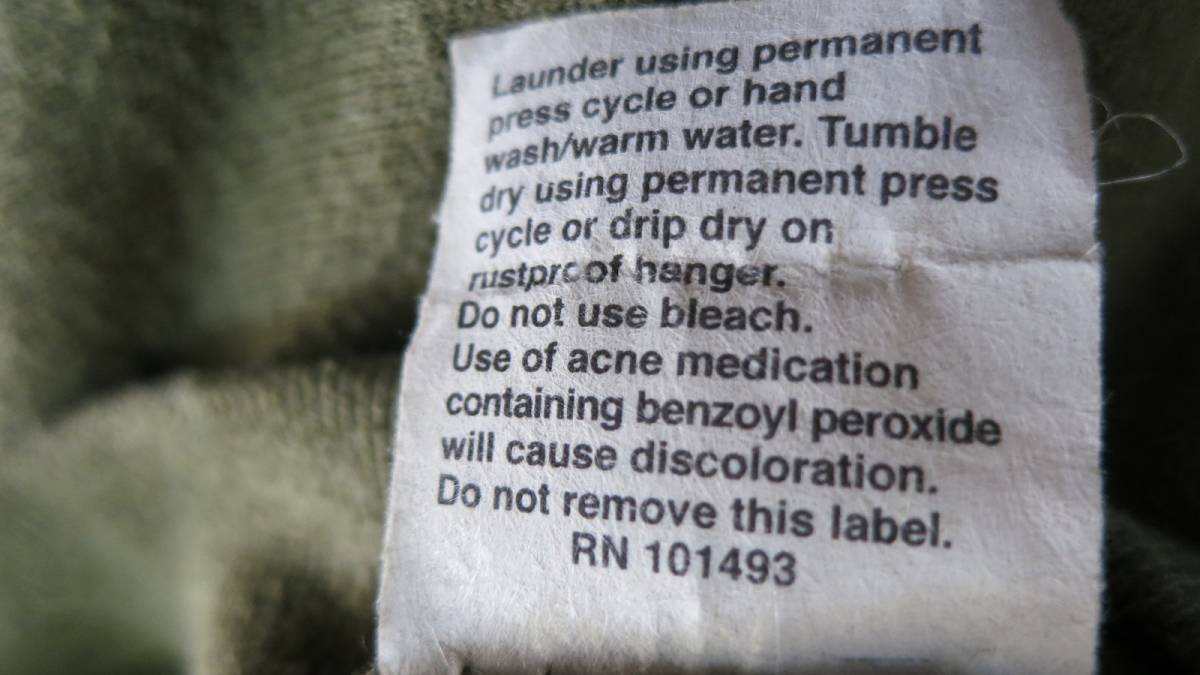 Launder using permanent
press cycle or hand
wash/warm water. Tumble
dry using permanent press
cycle or drip dry on
rustproof hanger.
Do not use bleach.
Use of acne medication
containing benzoyl peroxide
will cause discoloration.
Do not remove this label.
RN 101493